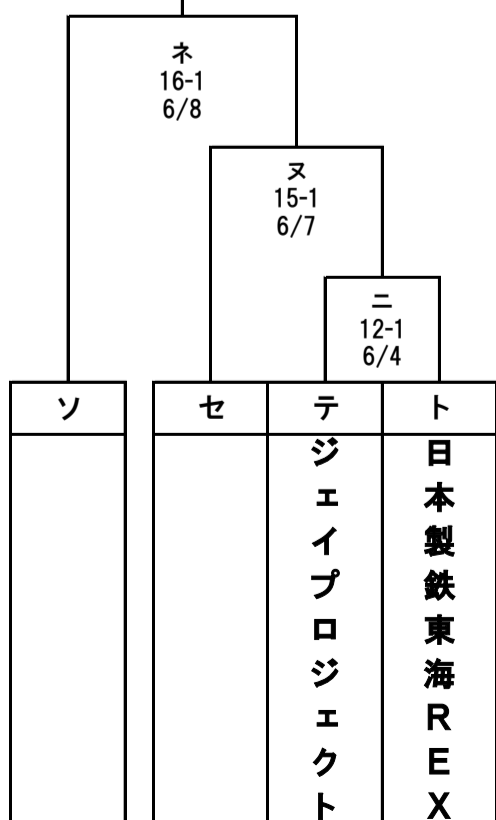 ネ
16-1
6/8
ヌ
15-1
6/7
ニ
12-1
6/4
ソ
セ
テ
ト
ジェイプロジェクト
日本製鉄東海REX